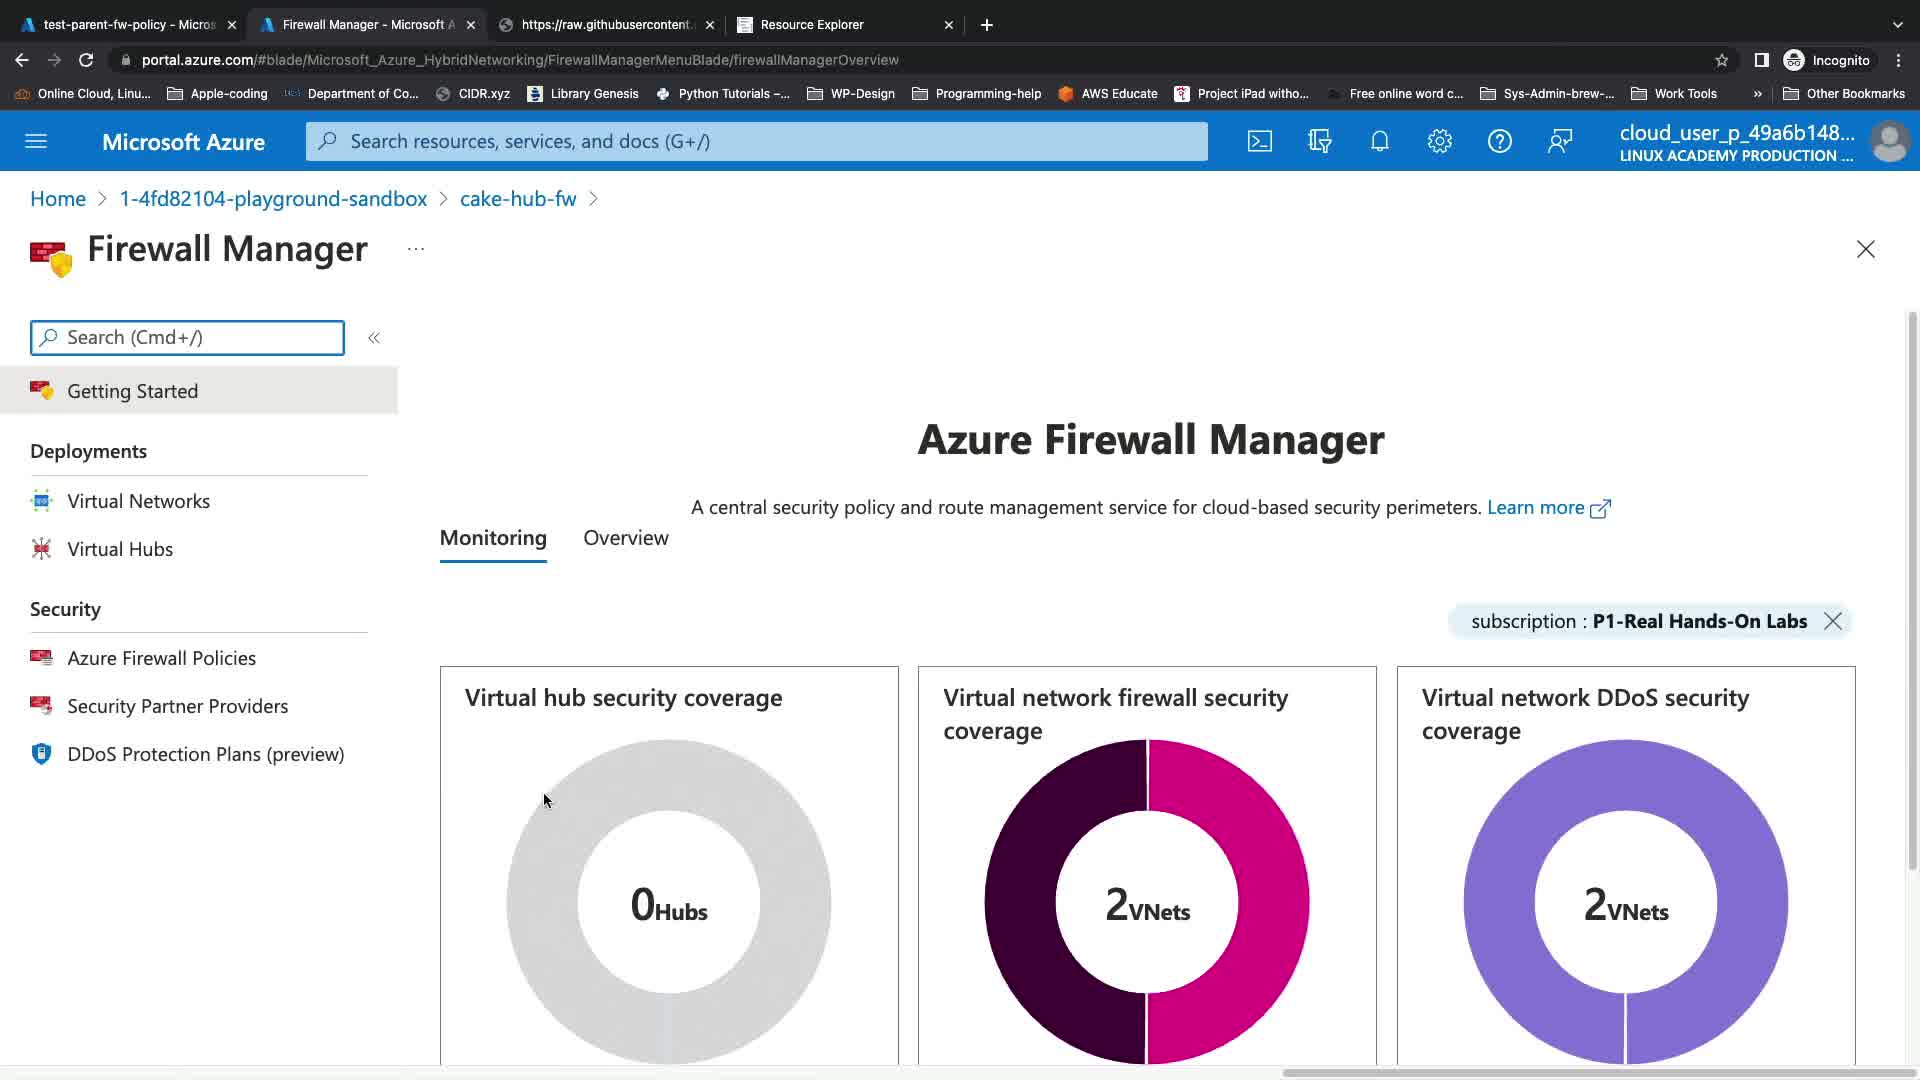 test-parent-fw-policy - Micros
Firewall Manager - Microsoft A
https://raw.githubusercontent.
Resource Explorer
portal.azure.com/#blade/Microsoft_Azure_HybridNetworking/FirewallManagerMenuBlade/firewallManagerOverview
Incognito
Online Cloud, Linu...
Apple-coding
Department of Co...
CIDR.xyz
Library Genesis
Python Tutorials –...
WP-Design
Programming-help
AWS Educate
Project iPad witho...
Free online word c...
Sys-Admin-brew-...
Work Tools
»
Other Bookmarks
Microsoft Azure
Search resources, services, and docs (G+/)
cloud_user_p_49a6b148...
LINUX ACADEMY PRODUCTION ...
Home > 1-4fd82104-playground-sandbox > cake-hub-fw >
Firewall Manager ...
Search (Cmd+/)
«
Getting Started
Deployments
Virtual Networks
Virtual Hubs
Security
Azure Firewall Policies
Security Partner Providers
DDoS Protection Plans (preview)
Azure Firewall Manager
A central security policy and route management service for cloud-based security perimeters. Learn more
Monitoring
Overview
subscription : P1-Real Hands-On Labs
Virtual hub security coverage
0Hubs
Virtual network firewall security
coverage
2VNets
Virtual network DDoS security
coverage
2VNets